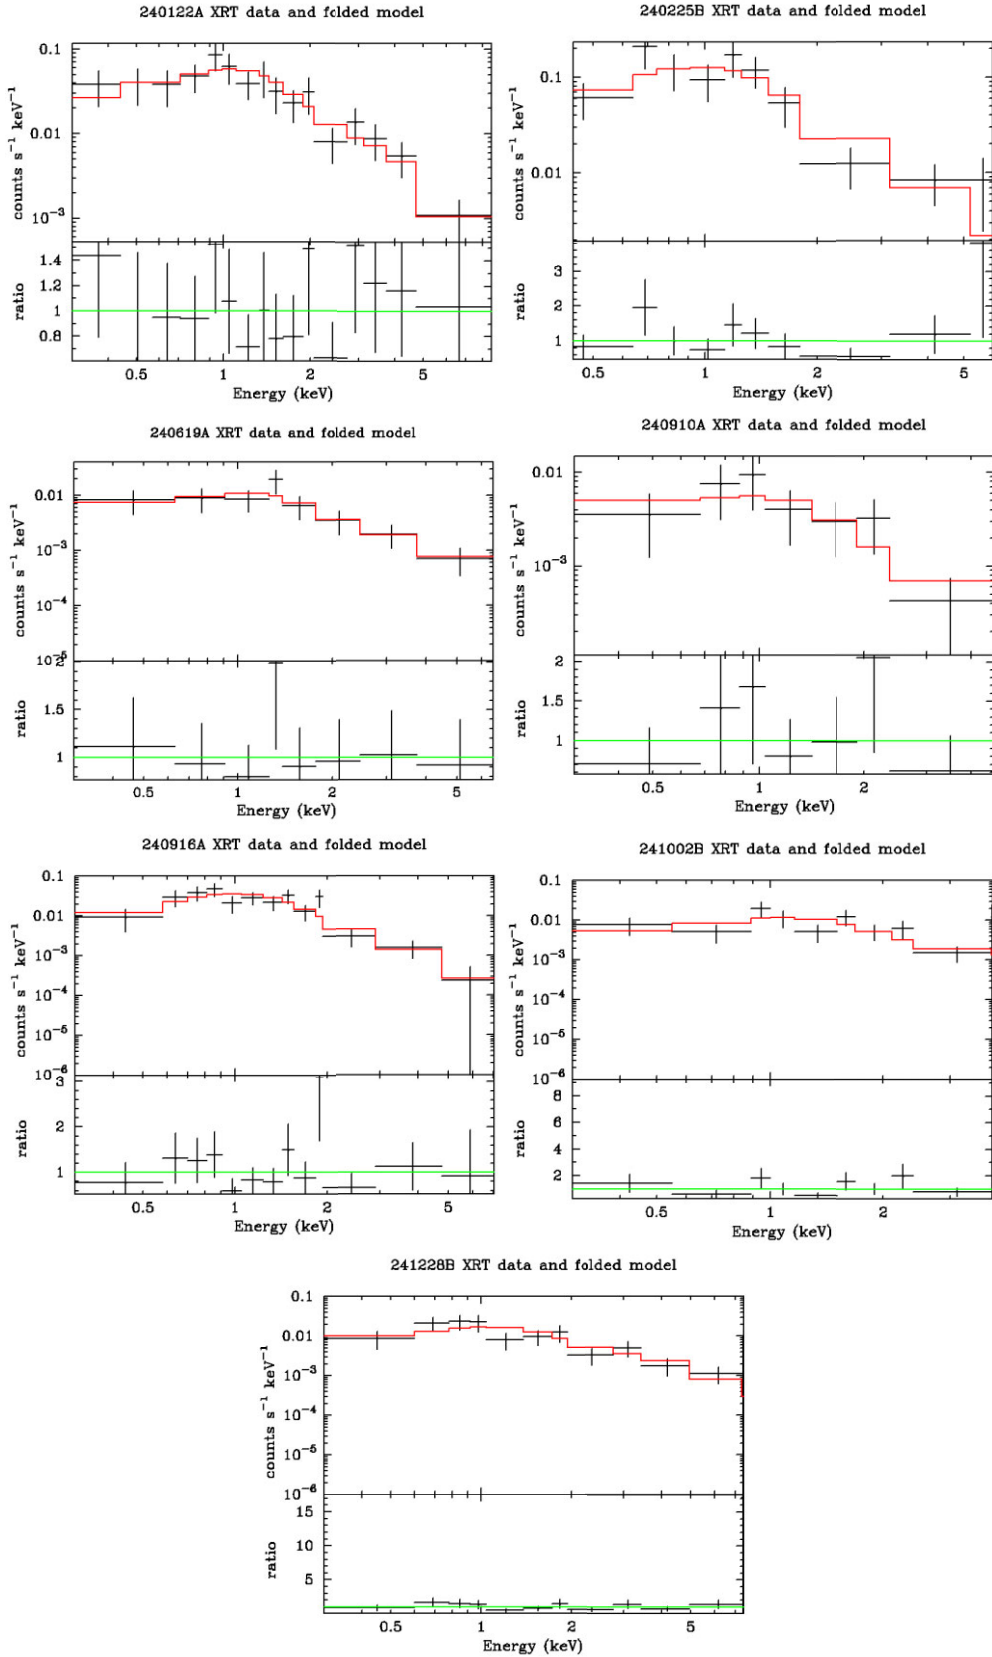 240122A XRT data and folded model
counts s⁻¹ keV⁻¹
0.1
0.01
10⁻³
ratio
1.4
1.2
1
0.8
0.5 1 2 5
Energy (keV)
240225B XRT data and folded model
counts s⁻¹ keV⁻¹
0.1
0.01
ratio
3
2
1
0.5 1 2 5
Energy (keV)
240619A XRT data and folded model
counts s⁻¹ keV⁻¹
0.01
10⁻³
10⁻⁴
10⁻⁵
ratio
2
1.5
1
0.5 1 2 5
Energy (keV)
240910A XRT data and folded model
counts s⁻¹ keV⁻¹
0.01
10⁻³
ratio
2
1.5
1
0.5 1 2
Energy (keV)
240916A XRT data and folded model
counts s⁻¹ keV⁻¹
0.1
0.01
10⁻³
10⁻⁴
10⁻⁵
10⁻⁶
ratio
3
2
1
0.5 1 2 5
Energy (keV)
241002B XRT data and folded model
counts s⁻¹ keV⁻¹
0.1
0.01
10⁻³
10⁻⁴
10⁻⁵
10⁻⁶
ratio
8
6
4
2
0.5 1 2
Energy (keV)
241228B XRT data and folded model
counts s⁻¹ keV⁻¹
0.1
0.01
10⁻³
10⁻⁴
10⁻⁵
10⁻⁶
ratio
15
10
5
0.5 1 2 5
Energy (keV)